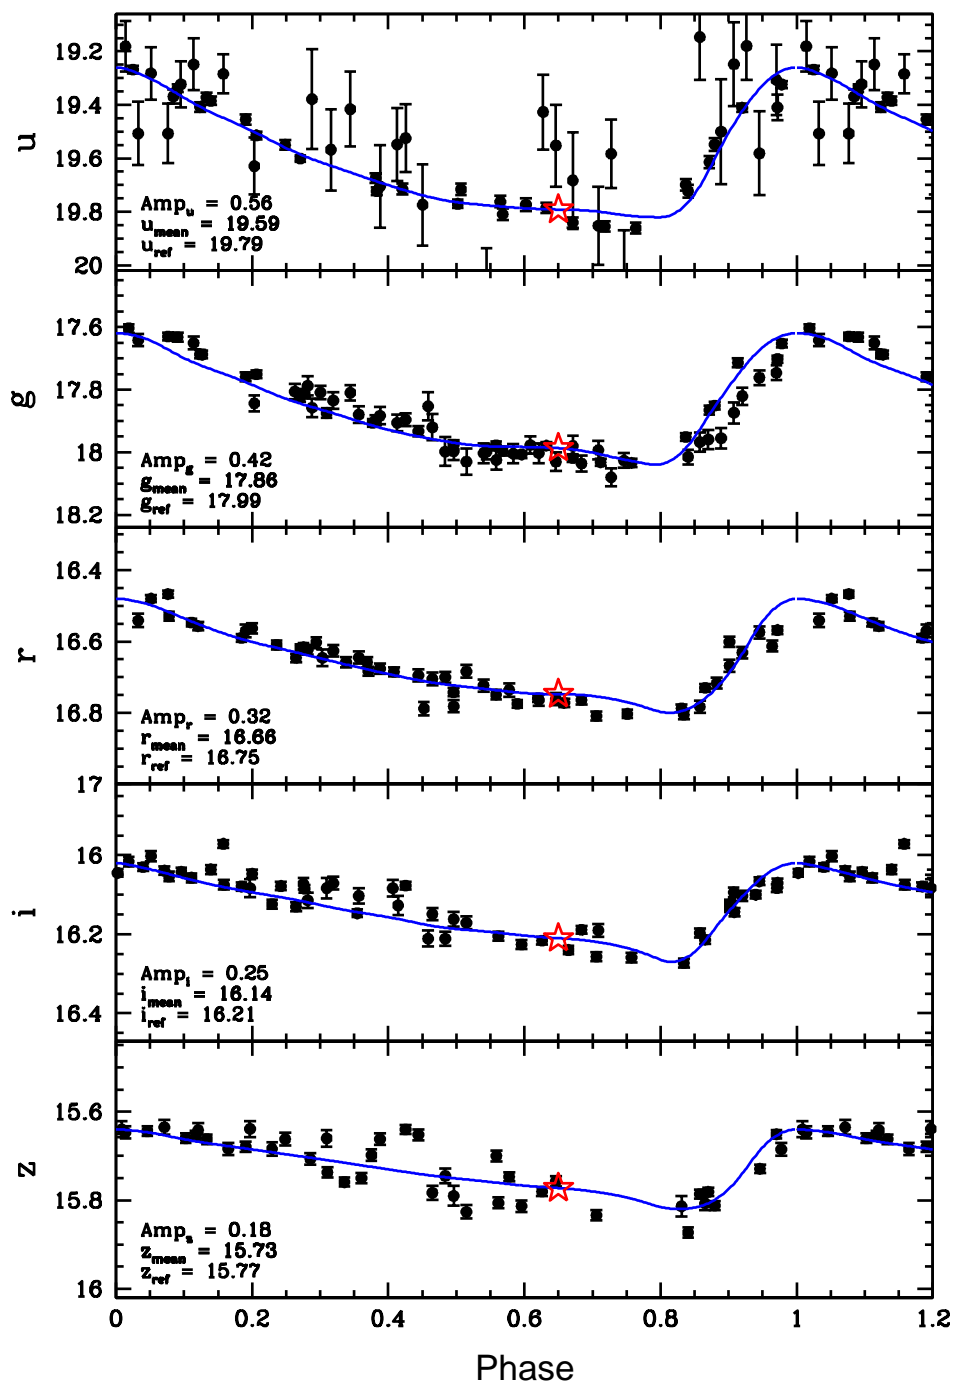 19.2
19.4
19.6
19.8
20
u
Amp_u = 0.56
u_mean = 19.59
u_ref = 19.79
17.6
17.8
18
18.2
g
Amp_g = 0.42
g_mean = 17.86
g_ref = 17.99
16.4
16.6
16.8
17
r
Amp_r = 0.32
r_mean = 16.66
r_ref = 16.75
16
16.2
16.4
i
Amp_i = 0.25
i_mean = 16.14
i_ref = 16.21
15.6
15.8
16
z
Amp_z = 0.18
z_mean = 15.73
z_ref = 15.77
0 0.2 0.4 0.6 0.8 1 1.2
Phase